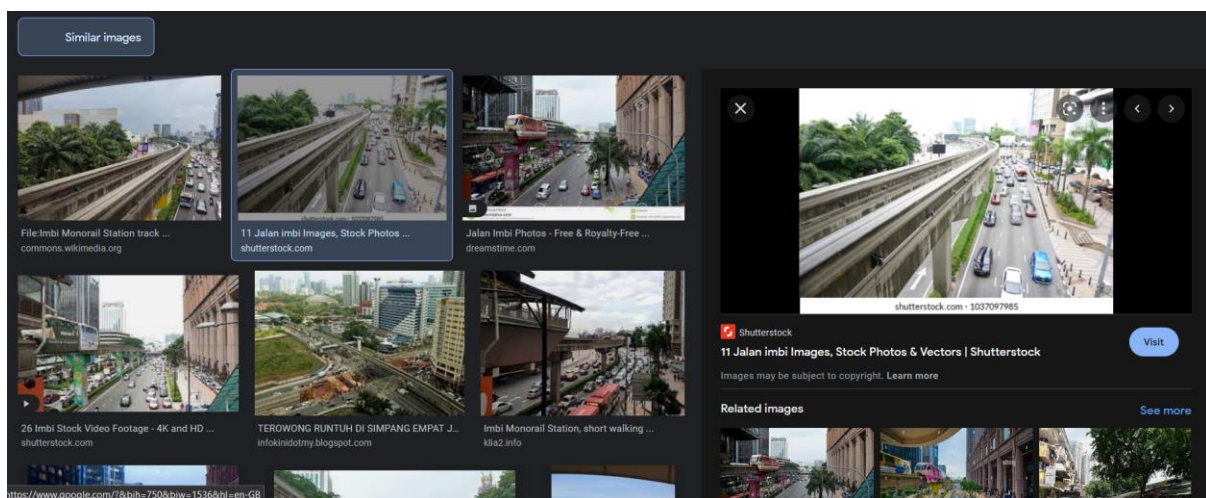 Similar images
shutterstock.com • 1037097985
File:Imbi Monorail Station track ...
commons.wikimedia.org
11 Jalan imbi Images, Stock Photos ...
shutterstock.com
Jalan Imbi Photos - Free & Royalty-Free ...
dreamstime.com
26 Imbi Stock Video Footage - 4K and HD ...
shutterstock.com
TEROWONG RUNTUH DI SIMPANG EMPAT J...
infokinidotmy.blogspot.com
Imbi Monorail Station, short walking ...
klia2.info
https://www.google.com/?&bih=750&biw=1536&hl=en-GB
shutterstock.com • 1037097985
Shutterstock
11 Jalan imbi Images, Stock Photos & Vectors | Shutterstock
Visit
Images may be subject to copyright. Learn more
Related images
See more